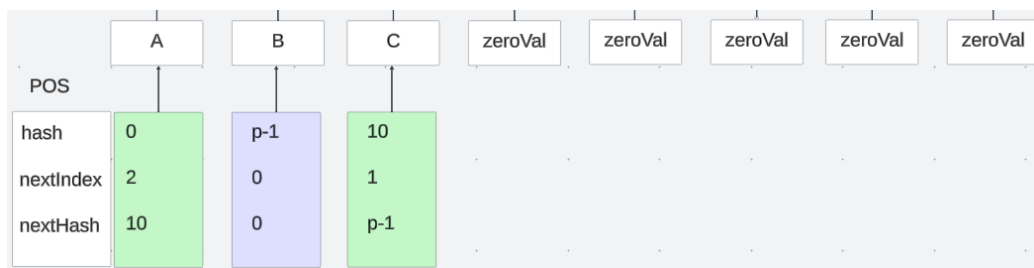 A B C zeroVal zeroVal zeroVal zeroVal zeroVal
POS
hash 0 p-1 10
nextIndex 2 0 1
nextHash 10 0 p-1